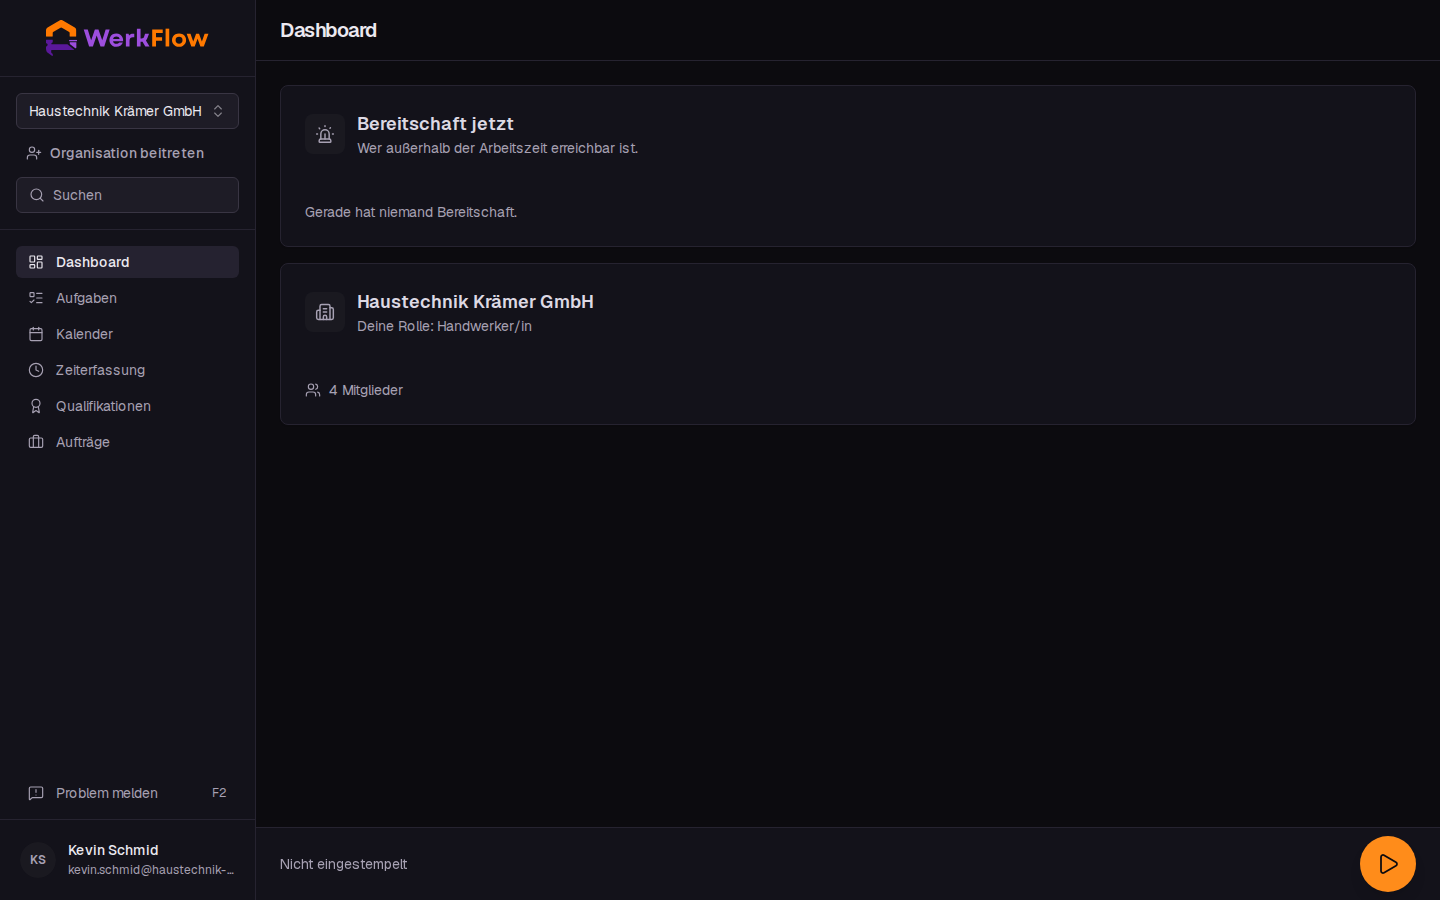 WerkFlow
Haustechnik Krämer GmbH
Organisation beitreten
Suchen
Dashboard
Aufgaben
Kalender
Zeiterfassung
Qualifikationen
Aufträge
Problem melden F2
KS
Kevin Schmid
kevin.schmid@haustechnik-...
Dashboard
Bereitschaft jetzt
Wer außerhalb der Arbeitszeit erreichbar ist.
Gerade hat niemand Bereitschaft.
Haustechnik Krämer GmbH
Deine Rolle: Handwerker/in
4 Mitglieder
Nicht eingestempelt